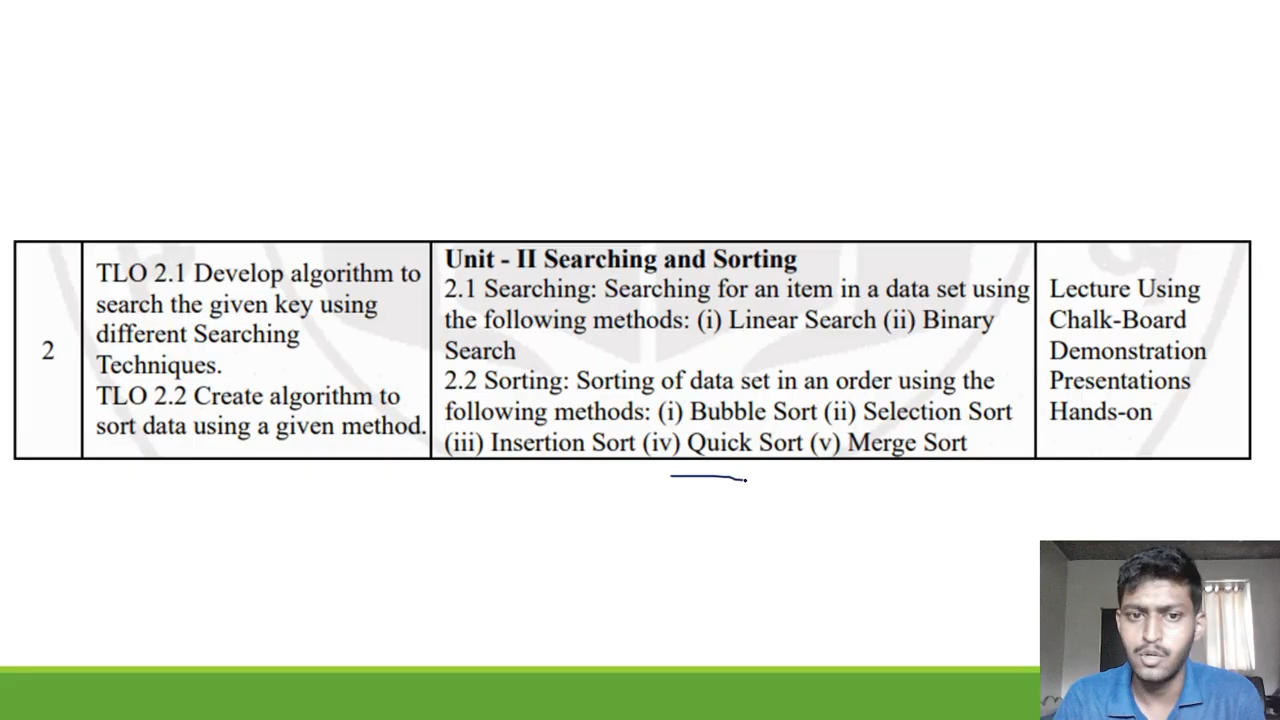 2
TLO 2.1 Develop algorithm to
search the given key using
different Searching
Techniques.
TLO 2.2 Create algorithm to
sort data using a given method.
Unit - II Searching and Sorting
2.1 Searching: Searching for an item in a data set using
the following methods: (i) Linear Search (ii) Binary
Search
2.2 Sorting: Sorting of data set in an order using the
following methods: (i) Bubble Sort (ii) Selection Sort
(iii) Insertion Sort (iv) Quick Sort (v) Merge Sort
Lecture Using
Chalk-Board
Demonstration
Presentations
Hands-on